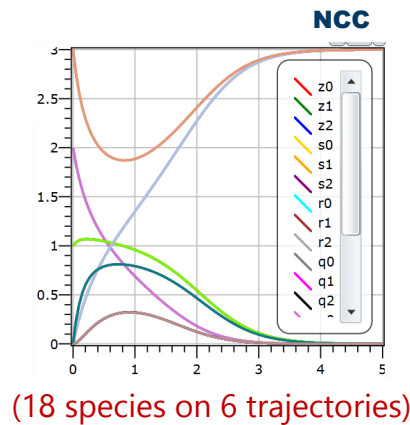 NCC
3
2.5
2
1.5
1
0.5
0
0 1 2 3 4 5
z0
z1
z2
s0
s1
s2
r0
r1
r2
q0
q1
q2
(18 species on 6 trajectories)